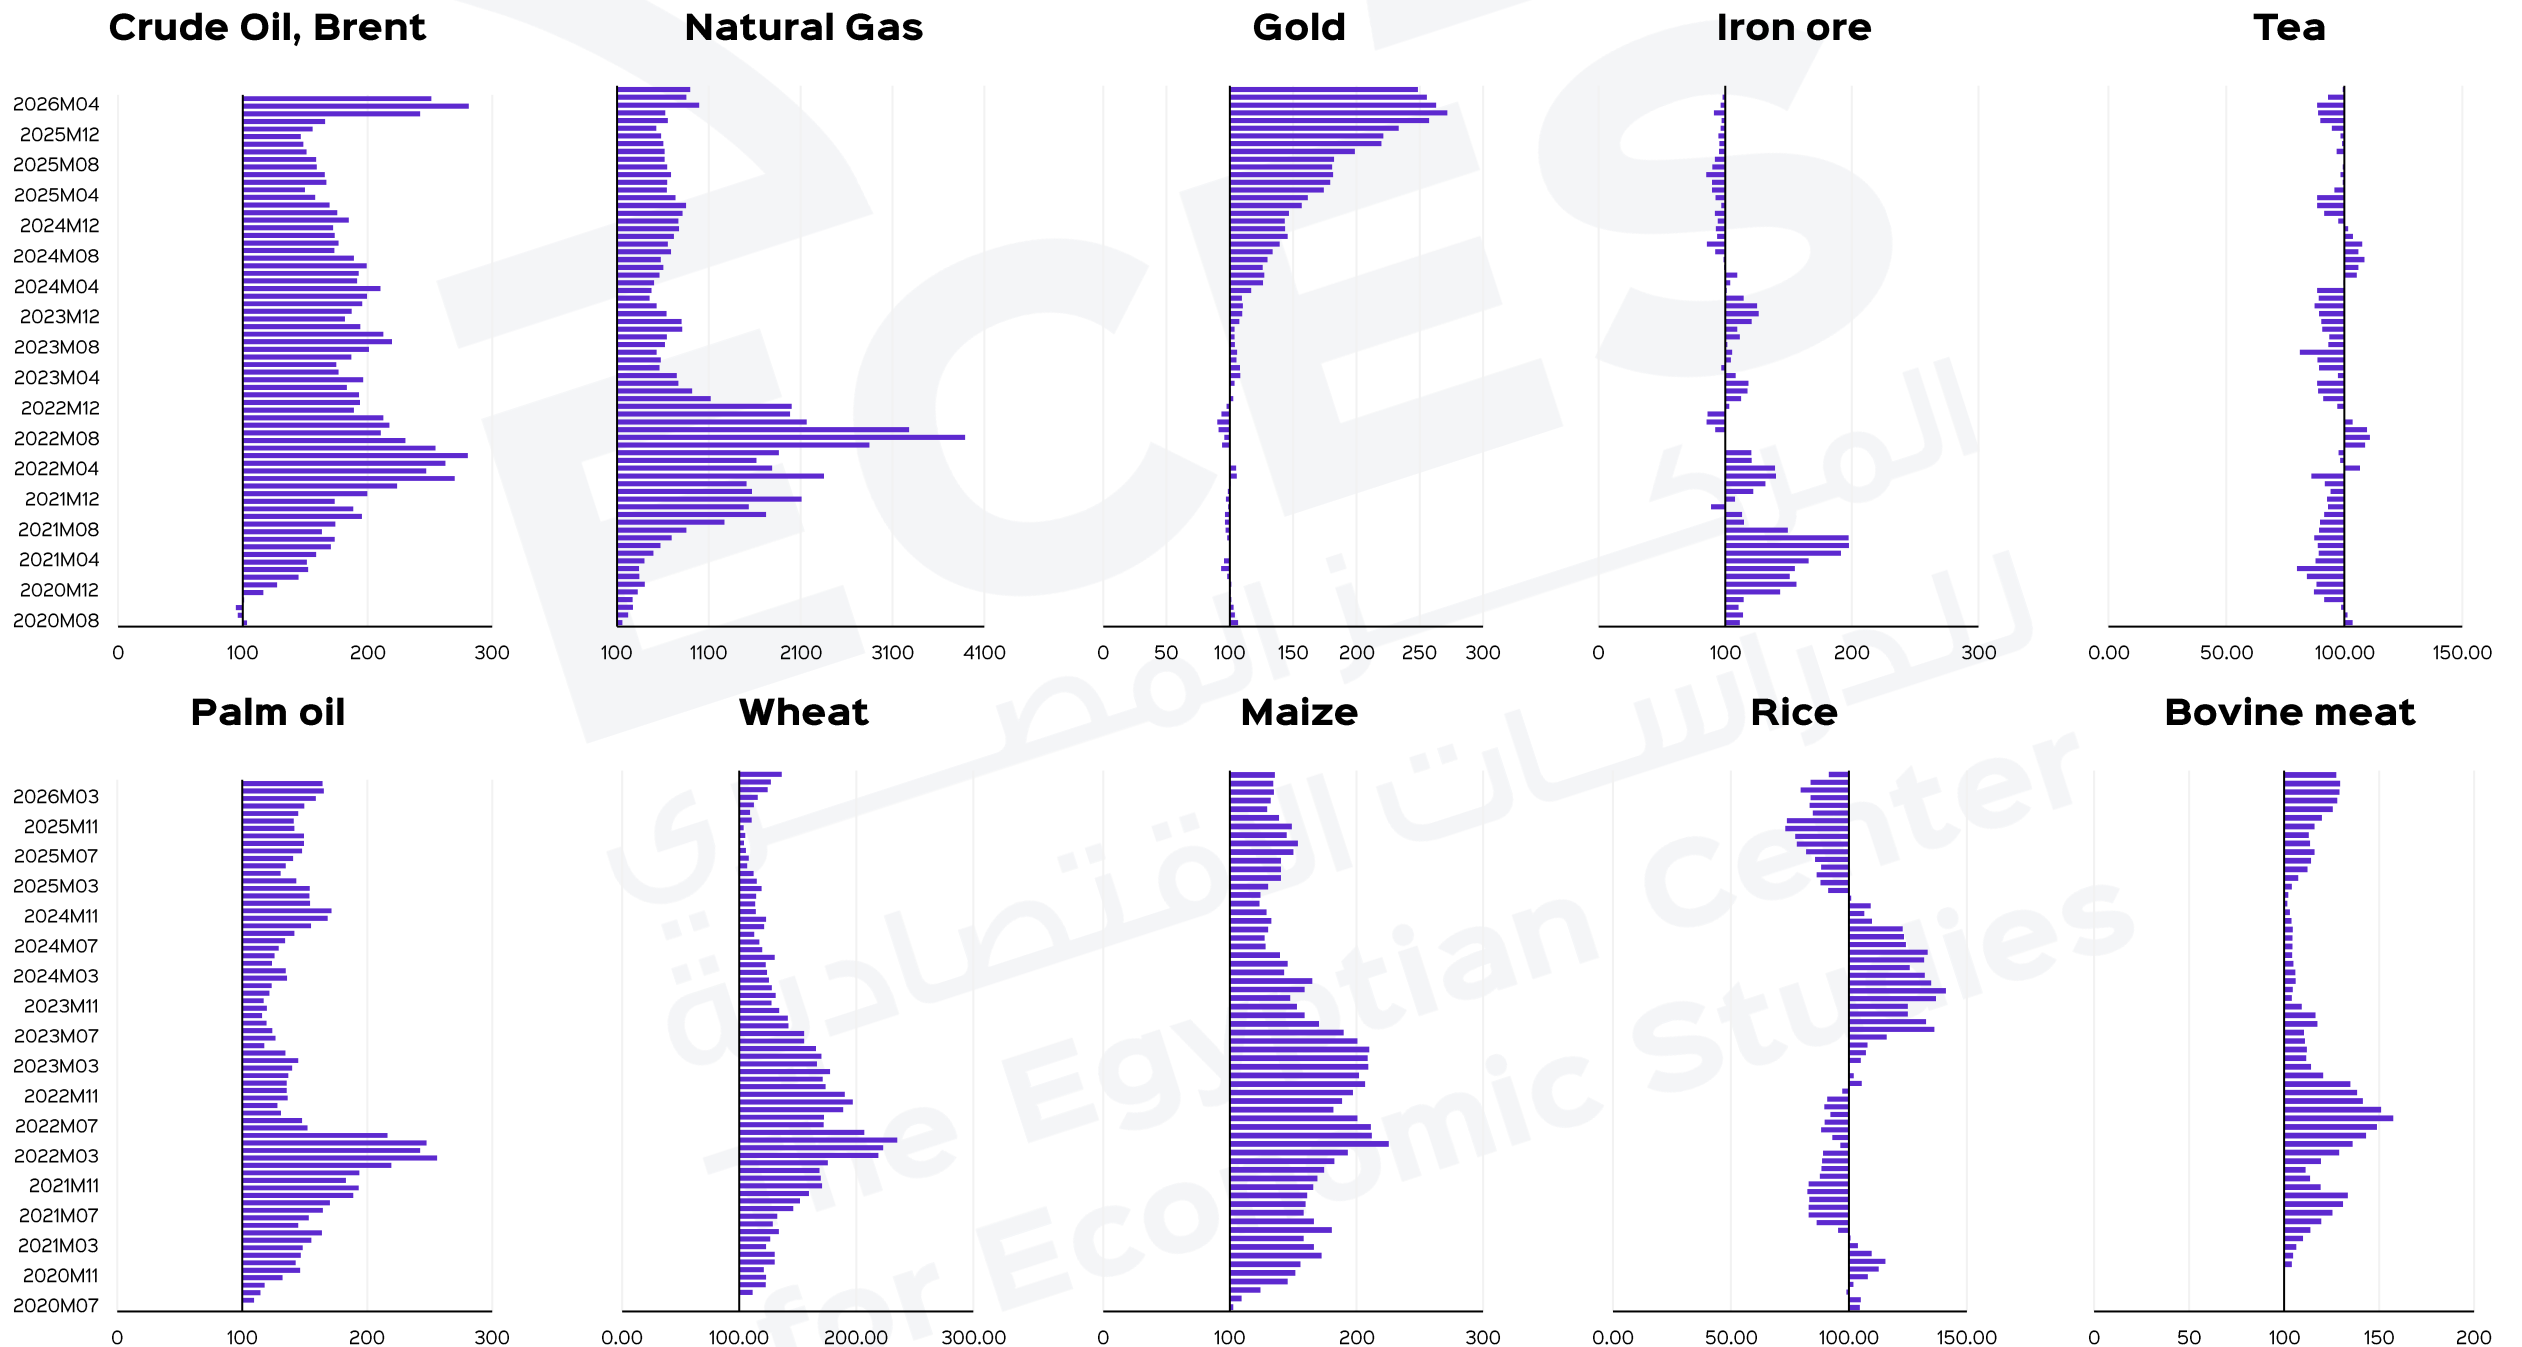 Crude Oil, Brent
Natural Gas
Gold
Iron ore
Tea
2026M04
2025M12
2025M08
2025M04
2024M12
2024M08
2024M04
2023M12
2023M08
2023M04
2022M12
2022M08
2022M04
2021M12
2021M08
2021M04
2020M12
2020M08
0 100 200 300
100 1100 2100 3100 4100
0 50 100 150 200 250 300
0 100 200 300
0.00 50.00 100.00 150.00
Palm oil
Wheat
Maize
Rice
Bovine meat
2026M03
2025M11
2025M07
2025M03
2024M11
2024M07
2024M03
2023M11
2023M07
2023M03
2022M11
2022M07
2022M03
2021M11
2021M07
2021M03
2020M11
2020M07
0 100 200 300
0.00 100.00 200.00 300.00
0 100 200 300
0.00 50.00 100.00 150.00
0 50 100 150 200
ECES
المركز المصرى
للدراسات الاقتصادية
The Egyptian Center
for Economic Studies